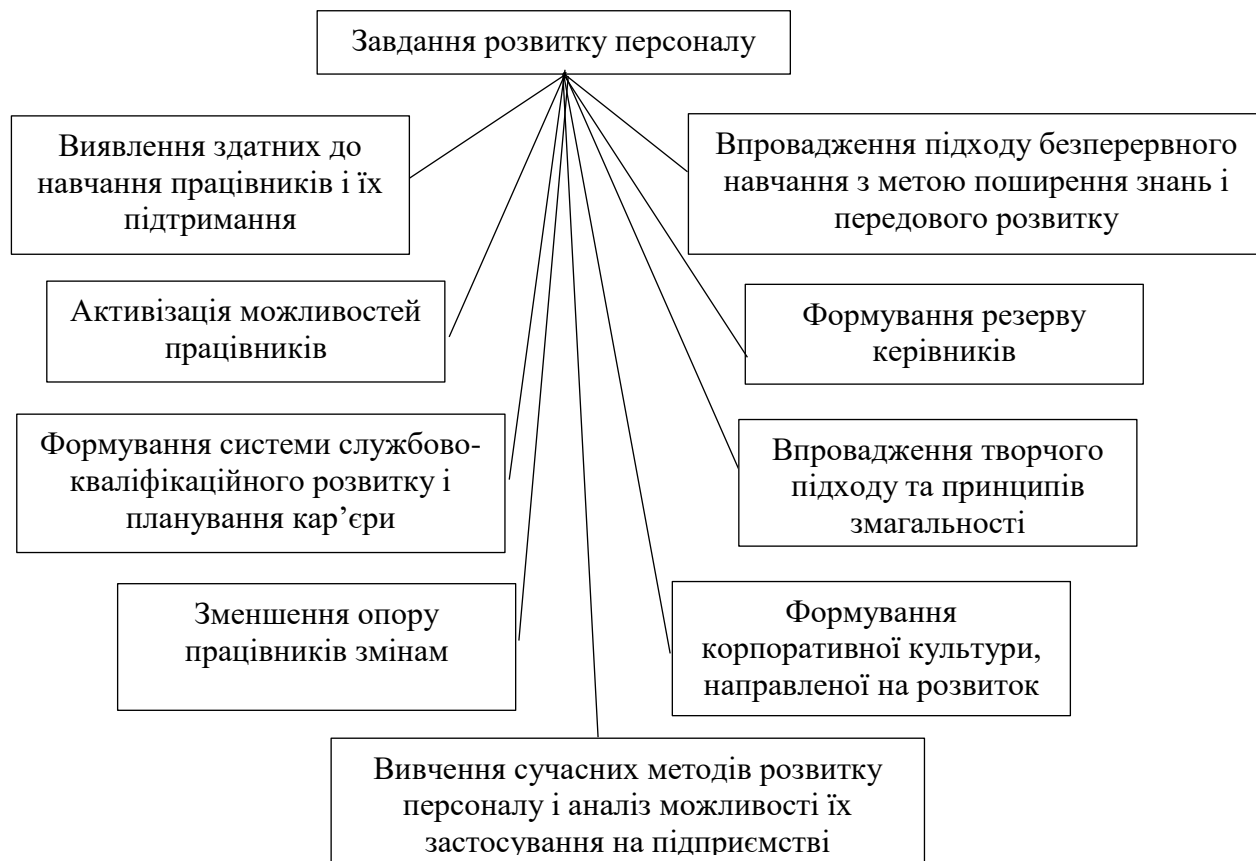 Завдання розвитку персоналу
Виявлення здатних до
навчання працівників і їх
підтримання
Впровадження підходу безперервного
навчання з метою поширення знань і
передового розвитку
Активізація можливостей
працівників
Формування резерву
керівників
Формування системи службово-
кваліфікаційного розвитку і
планування кар’єри
Впровадження творчого
підходу та принципів
змагальності
Зменшення опору
працівників змінам
Формування
корпоративної культури,
направленої на розвиток
Вивчення сучасних методів розвитку
персоналу і аналіз можливості їх
застосування на підприємстві